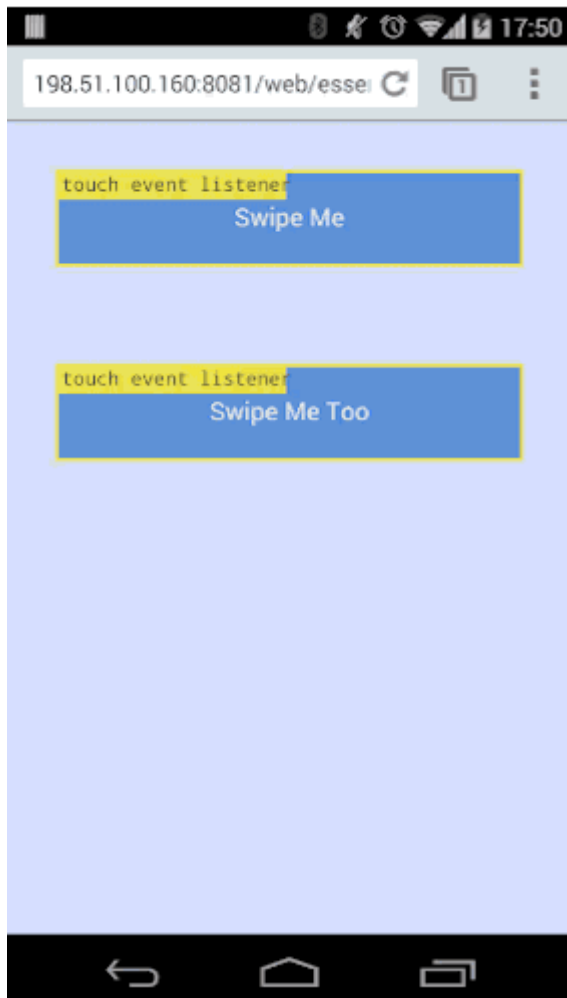 17:50
198.51.100.160:8081/web/esse
1
touch event listener
Swipe Me
touch event listener
Swipe Me Too